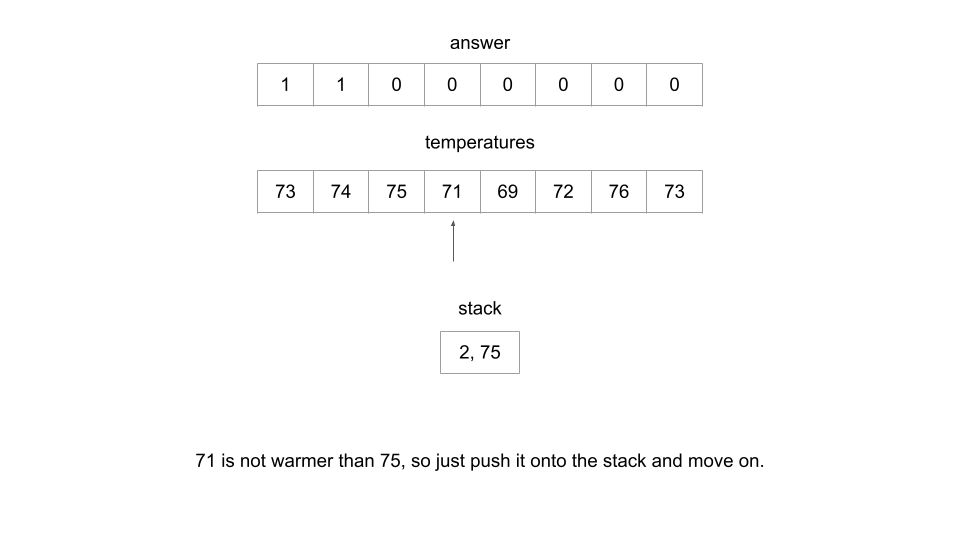 answer
1 1 0 0 0 0 0 0
temperatures
73 74 75 71 69 72 76 73
stack
2, 75
71 is not warmer than 75, so just push it onto the stack and move on.